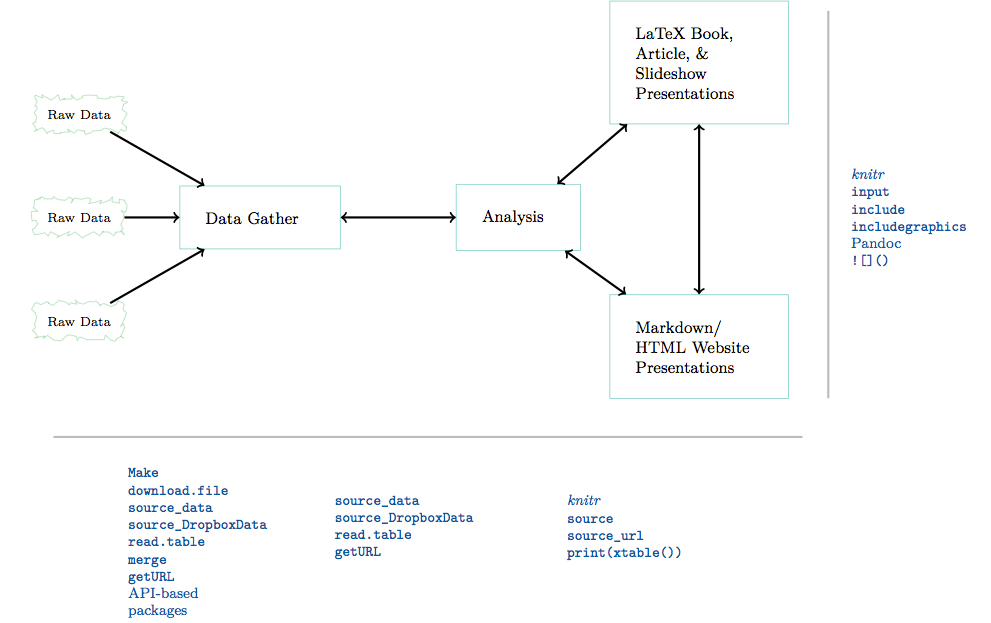 LaTeX Book,
Article, &
Slideshow
Presentations
Raw Data
Raw Data
Raw Data
Data Gather
Analysis
Markdown/
HTML Website
Presentations
knitr
input
include
includegraphics
Pandoc
![]()
Make
download.file
source_data
source_DropboxData
read.table
merge
getURL
API-based
packages
source_data
source_DropboxData
read.table
getURL
knitr
source
source_url
print(xtable())